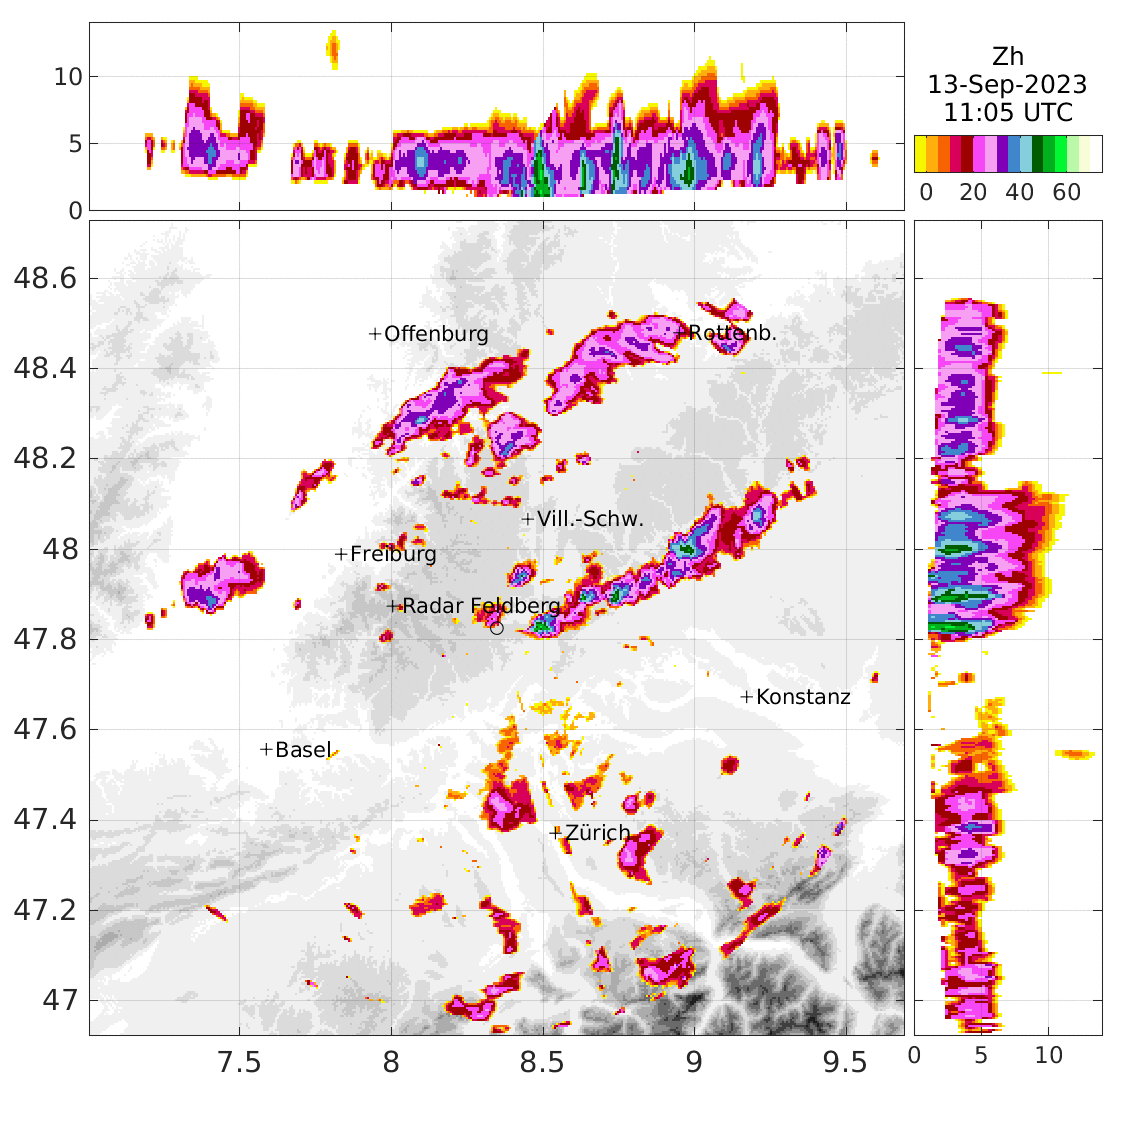 10
5
0
Zh
13-Sep-2023
11:05 UTC
0 20 40 60
48.6
48.4
48.2
48
47.8
47.6
47.4
47.2
47
+Offenburg
+Rottenb.
+Vill.-Schw.
+Freiburg
+Radar Feldberg
+Konstanz
+Basel
+Zürich
7.5 8 8.5 9 9.5
0 5 10